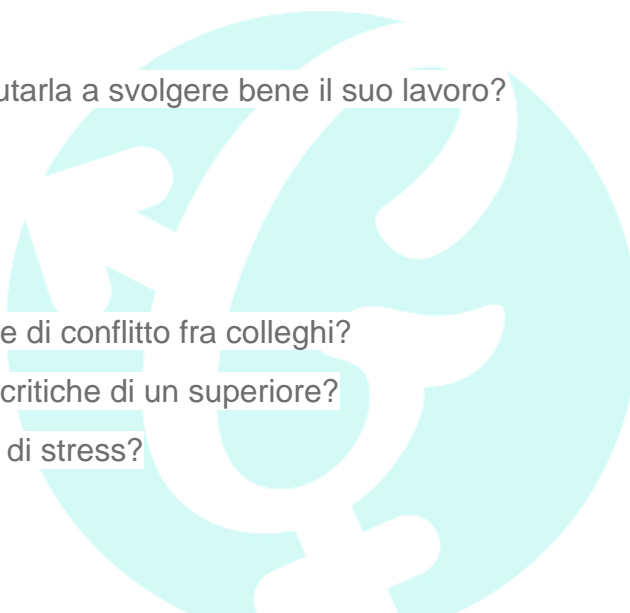 utarla a svolgere bene il suo lavoro?
e di conflitto fra colleghi?
critiche di un superiore?
di stress?